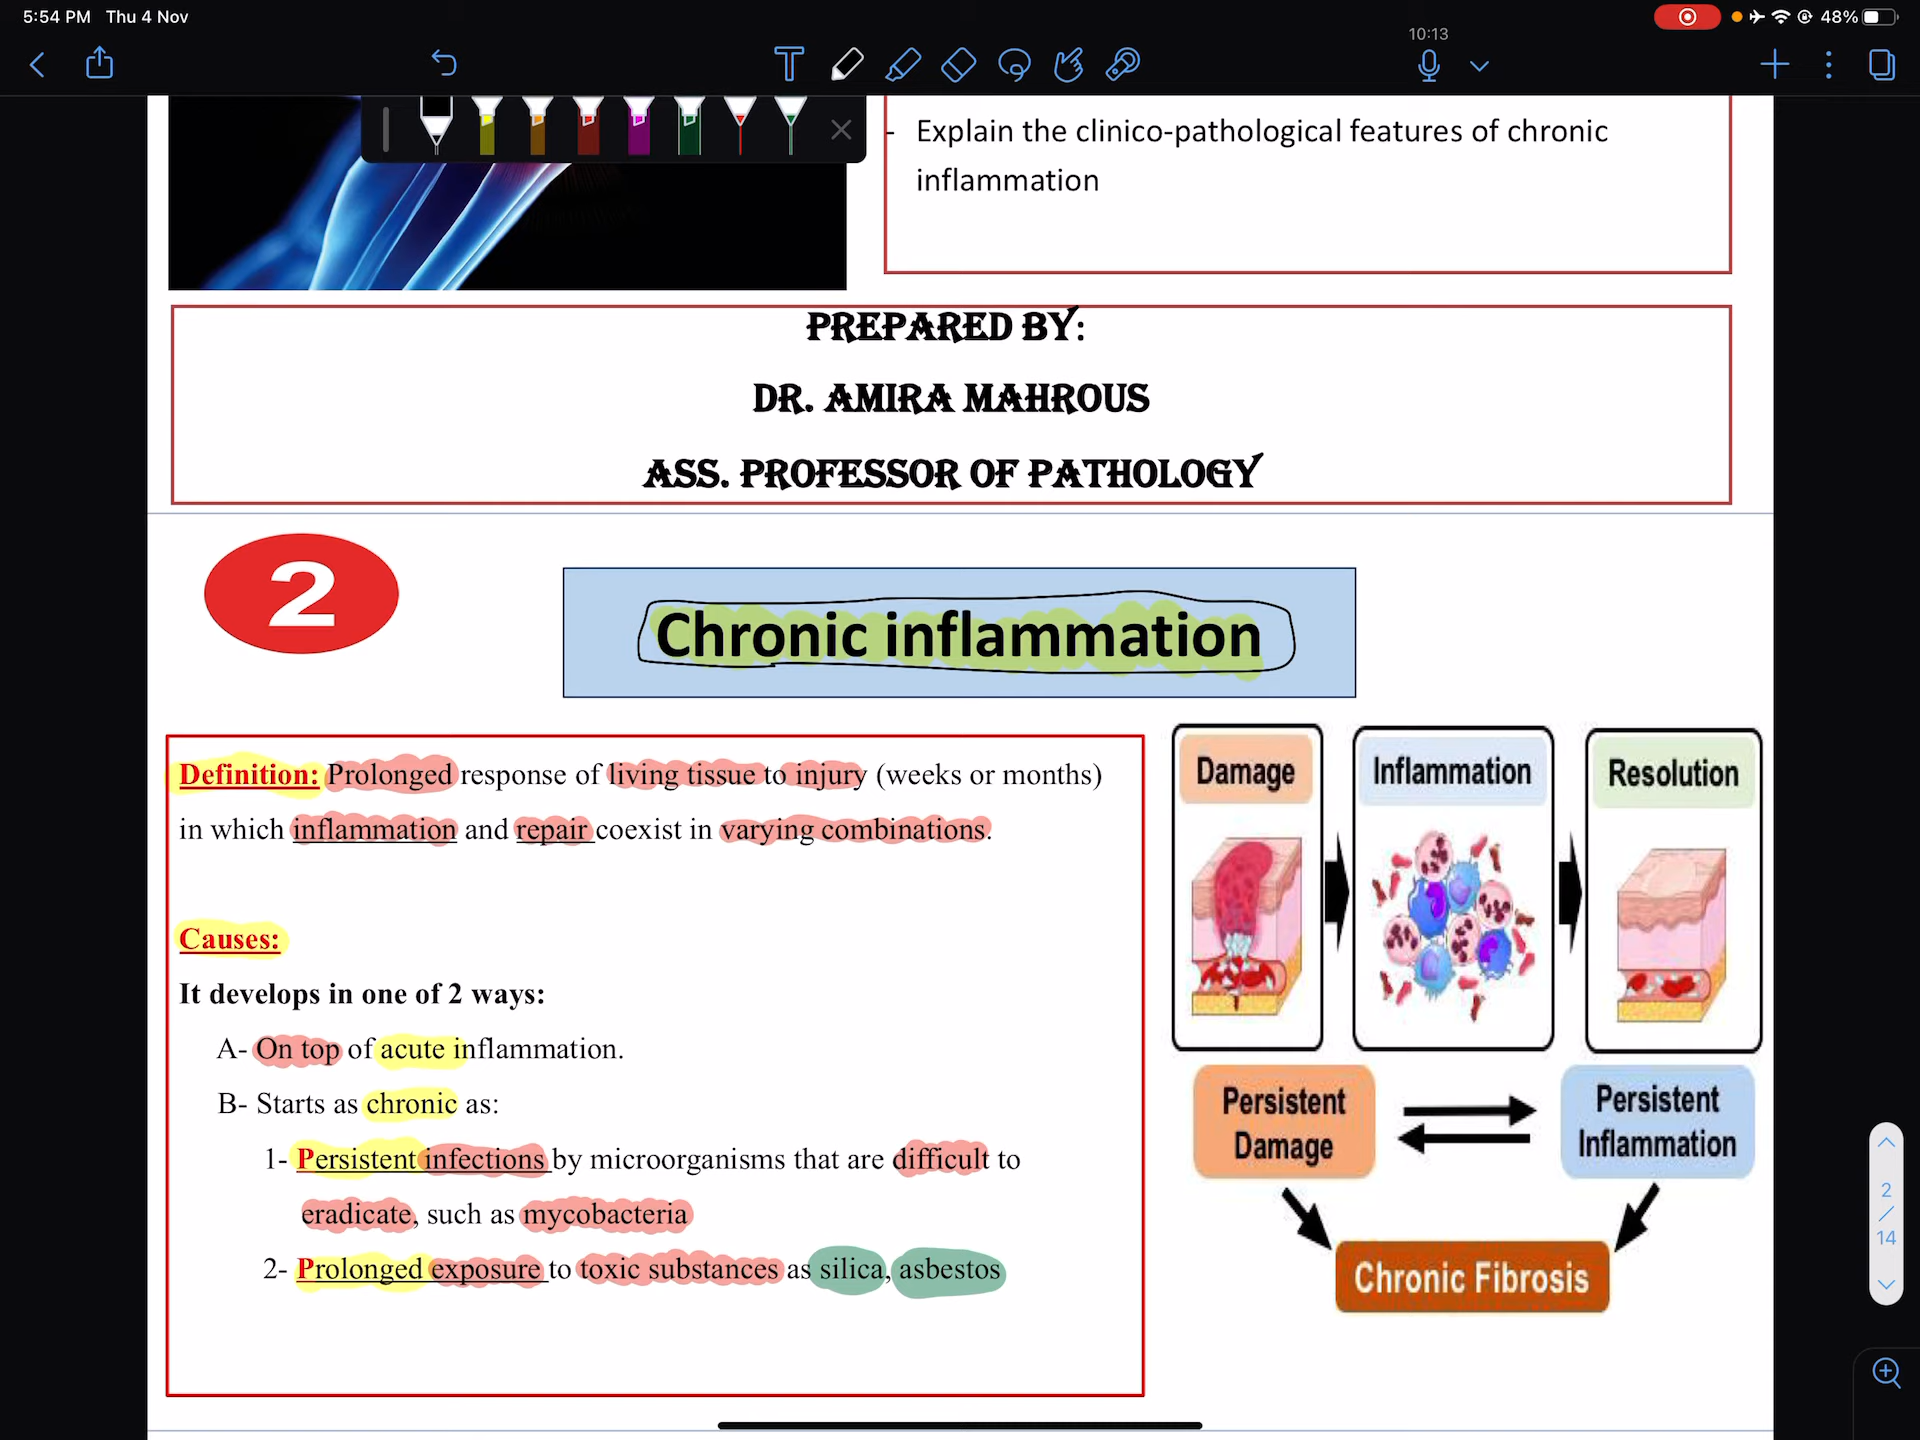 5:54 PM Thu 4 Nov
48%
10:13
T
- Explain the clinico-pathological features of chronic
inflammation
PREPARED BY:
DR. AMIRA MAHROUS
ASS. PROFESSOR OF PATHOLOGY
2
Chronic inflammation
Definition: Prolonged response of living tissue to injury (weeks or months)
in which inflammation and repair coexist in varying combinations.
Causes:
It develops in one of 2 ways:
A- On top of acute inflammation.
B- Starts as chronic as:
1- Persistent infections by microorganisms that are difficult to
eradicate, such as mycobacteria
2- Prolonged exposure to toxic substances as silica, asbestos
Damage
Inflammation
Resolution
Persistent
Damage
Persistent
Inflammation
Chronic Fibrosis
2
/
14